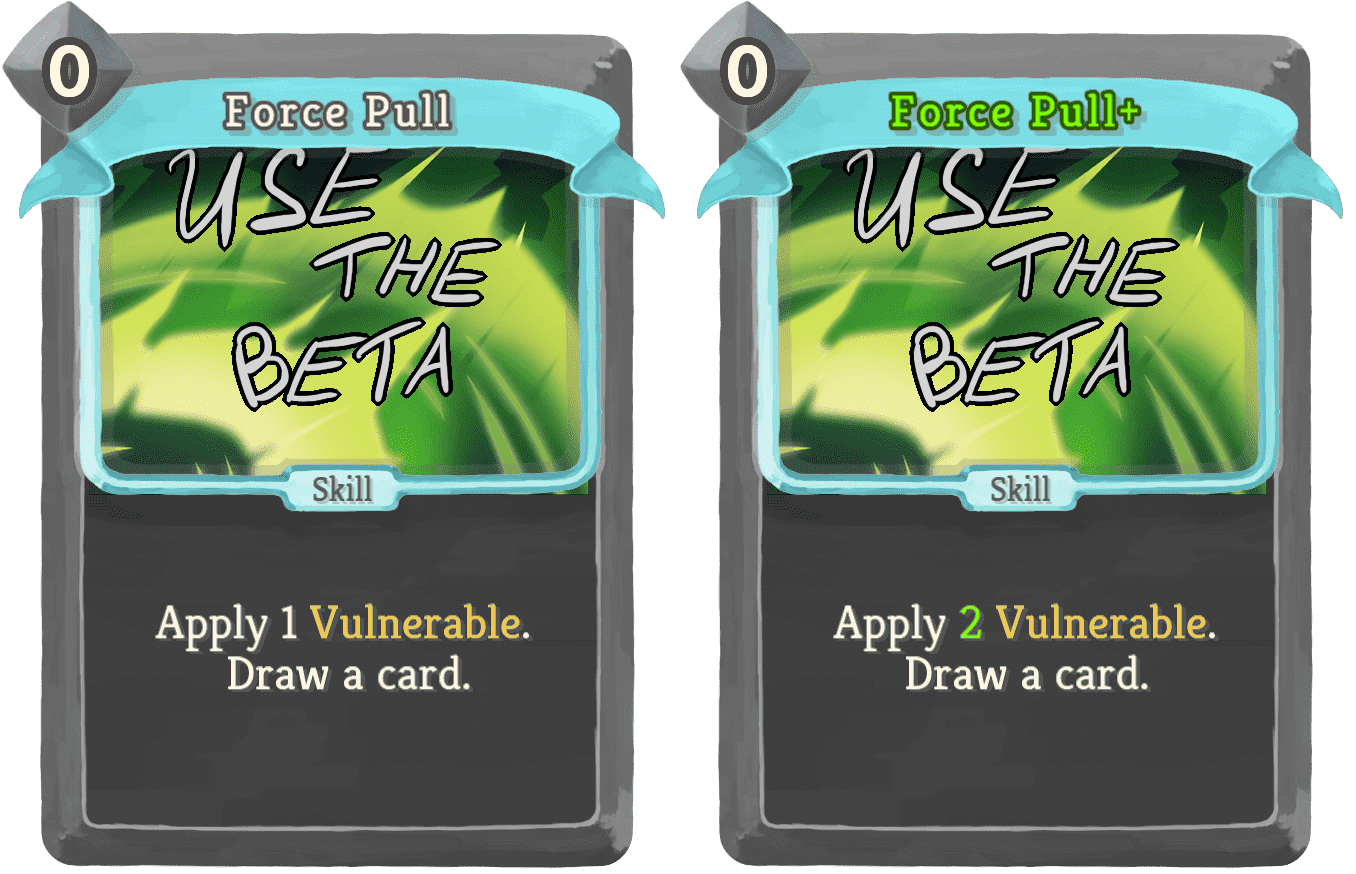 0
Force Pull
USE
THE
BETA
Skill
Apply 1 Vulnerable.
Draw a card.
0
Force Pull+
USE
THE
BETA
Skill
Apply 2 Vulnerable.
Draw a card.